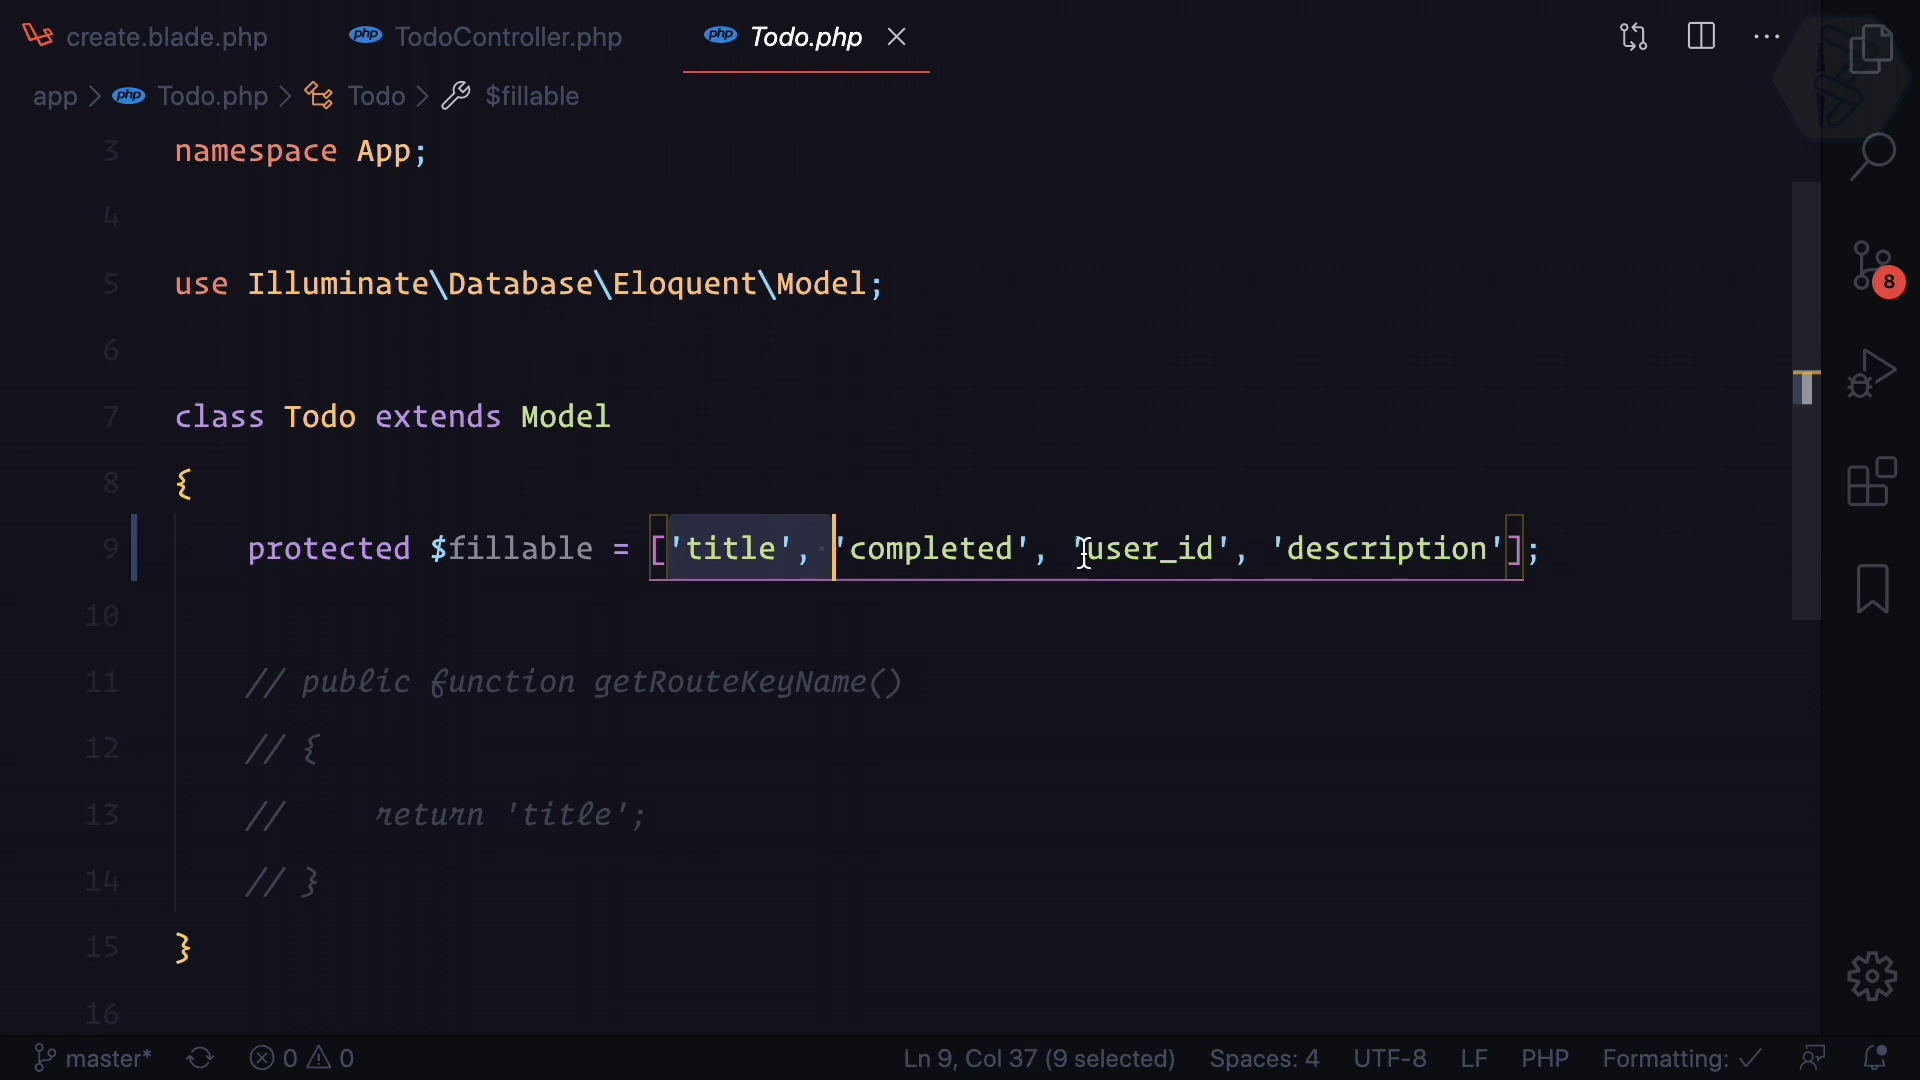 create.blade.php php TodoController.php php Todo.php
app > php Todo.php > Todo > $fillable
3 namespace App;
4
5 use Illuminate\Database\Eloquent\Model;
6
7 class Todo extends Model
8 {
9 protected $fillable = ['title', 'completed', 'user_id', 'description'];
10
11 // public function getRouteKeyName()
12 // {
13 // return 'title';
14 // }
15 }
16
8
master* 0 0 Ln 9, Col 37 (9 selected) Spaces: 4 UTF-8 LF PHP Formatting: ✓